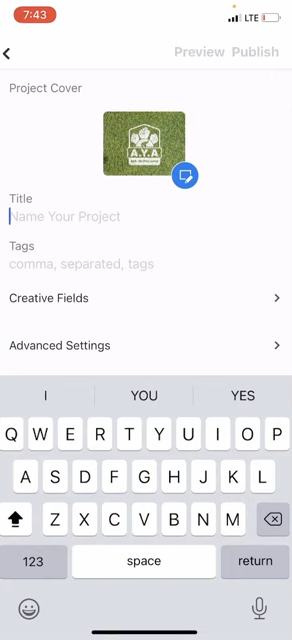 7:43
LTE
Preview Publish
Project Cover
A.Y.A
Title
Name Your Project
Tags
comma, separated, tags
Creative Fields
Advanced Settings
I YOU YES
Q W E R T Y U I O P
A S D F G H J K L
Z X C V B N M
123 space return